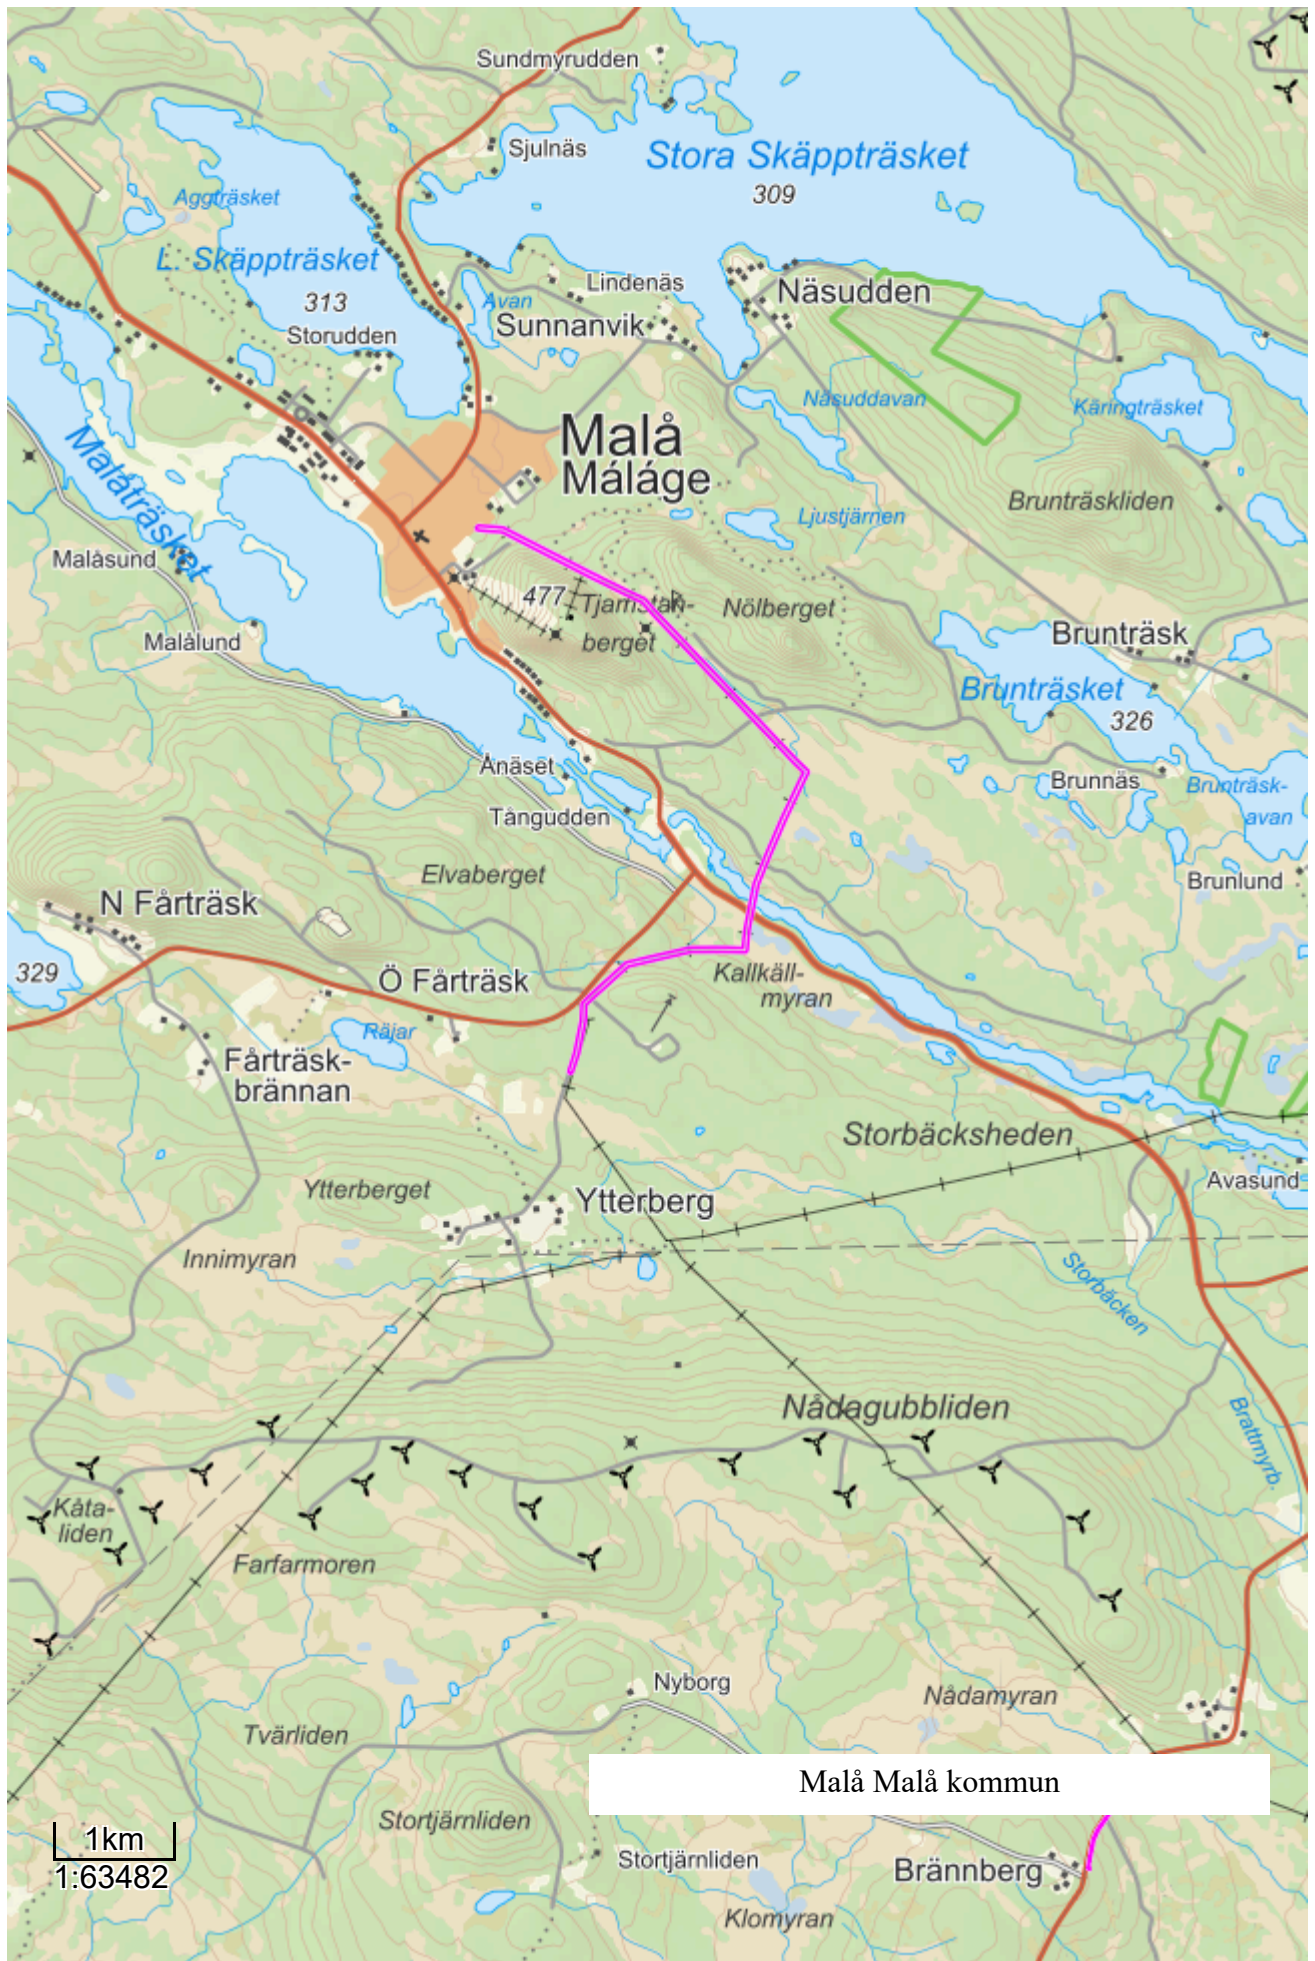 Sundmyrudden
Sjulnäs
Stora Skäppträsket
309
Aggträsket
L. Skäppträsket
313
Storudden
Avan
Lindenäs
Sunnanvik
Näsudden
Näsuddavan
Käringträsket
Malå
Máláge
Malåträsket
Brunträskliden
Ljustjärnen
Malåsund
477
Tjamstan-
berget
Nölberget
Malålund
Brunträsk
Brunträsket
326
Ånäset
Brunnäs
Brunträsk-
avan
Tångudden
Elvaberget
Brunlund
N Fårträsk
329
Ö Fårträsk
Kallkäll-
myran
Räjar
Fårträsk-
brännan
Storbäcksheden
Avasund
Ytterberget
Ytterberg
Innimyran
Storbäcken
Nådagubbliden
Brattmyrb.
Kåta-
liden
Farfarmoren
Nyborg
Nådamyran
Tvärliden
Malå Malå kommun
Stortjärnliden
Stortjärnliden
Brännberg
Klomyran
1km
1:63482